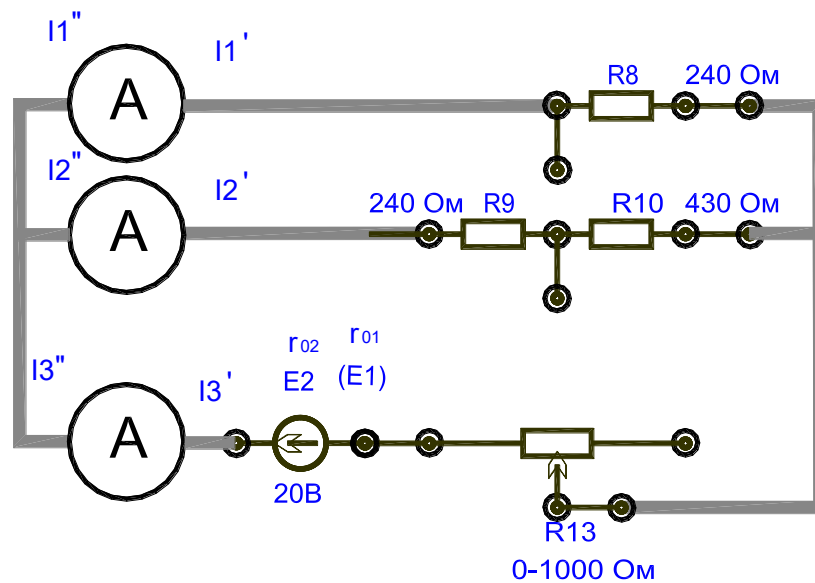 I1" I1'
R8 240 Ом
A
I2" I2'
240 Ом R9 R10 430 Ом
A
r02 r01
I3" I3' E2 (E1)
A
20В
R13
0-1000 Ом